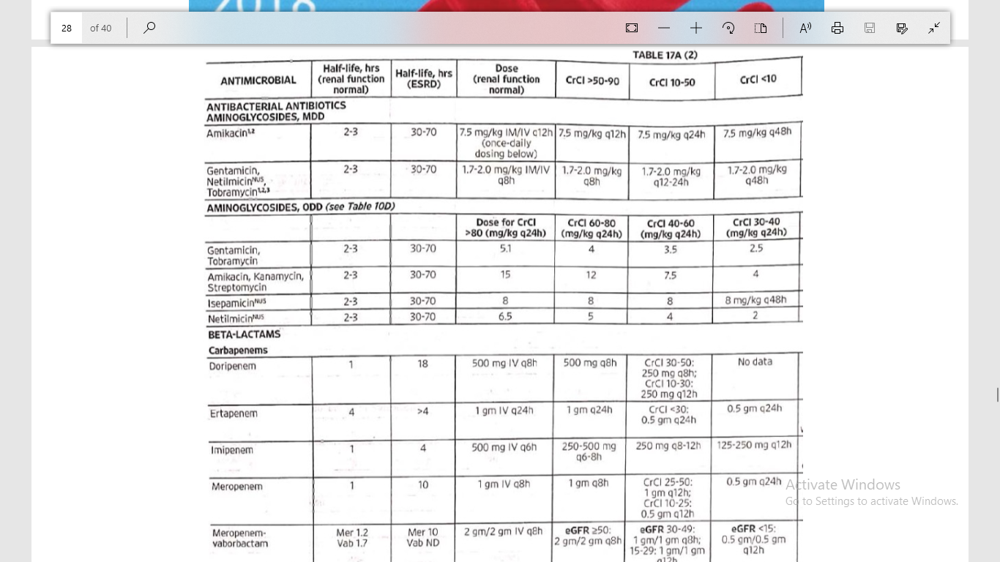 2018
28 of 40
TABLE 17A (2)
ANTIMICROBIAL
Half-life, hrs (renal function normal)
Half-life, hrs (ESRD)
Dose (renal function normal)
CrCl >50-90
CrCl 10-50
CrCl <10
ANTIBACTERIAL ANTIBIOTICS
AMINOGLYCOSIDES, MDD
Amikacin1,2 2-3 30-70 7.5 mg/kg IM/IV q12h (once-daily dosing below) 7.5 mg/kg q12h 7.5 mg/kg q24h 7.5 mg/kg q48h
Gentamicin, Netilmicin NUS, Tobramycin1,2,3 2-3 30-70 1.7-2.0 mg/kg IM/IV q8h 1.7-2.0 mg/kg q8h 1.7-2.0 mg/kg q12-24h 1.7-2.0 mg/kg q48h
AMINOGLYCOSIDES, ODD (see Table 10D)
Dose for CrCl >80 (mg/kg q24h) CrCl 60-80 (mg/kg q24h) CrCl 40-60 (mg/kg q24h) CrCl 30-40 (mg/kg q24h)
Gentamicin, Tobramycin 2-3 30-70 5.1 4 3.5 2.5
Amikacin, Kanamycin, Streptomycin 2-3 30-70 15 12 7.5 4
Isepamicin NUS 2-3 30-70 8 8 8 8 mg/kg q48h
Netilmicin NUS 2-3 30-70 6.5 5 4 2
BETA-LACTAMS
Carbapenems
Doripenem 1 18 500 mg IV q8h 500 mg q8h CrCl 30-50: 250 mg q8h; CrCl 10-30: 250 mg q12h No data
Ertapenem 4 >4 1 gm IV q24h 1 gm q24h CrCl <30: 0.5 gm q24h 0.5 gm q24h
Imipenem 1 4 500 mg IV q6h 250-500 mg q6-8h 250 mg q8-12h 125-250 mg q12h
Meropenem 1 10 1 gm IV q8h 1 gm q8h CrCl 25-50: 1 gm q12h; CrCl 10-25: 0.5 gm q12h 0.5 gm q24h
Meropenem-vaborbactam Mer 1.2 Vab 1.7 Mer 10 Vab ND 2 gm/2 gm IV q8h eGFR ≥50: 2 gm/2 gm q8h eGFR 30-49: 1 gm/1 gm q8h; 15-29: 1 gm/1 gm q12h eGFR <15: 0.5 gm/0.5 gm q12h
Activate Windows
Go to Settings to activate Windows.